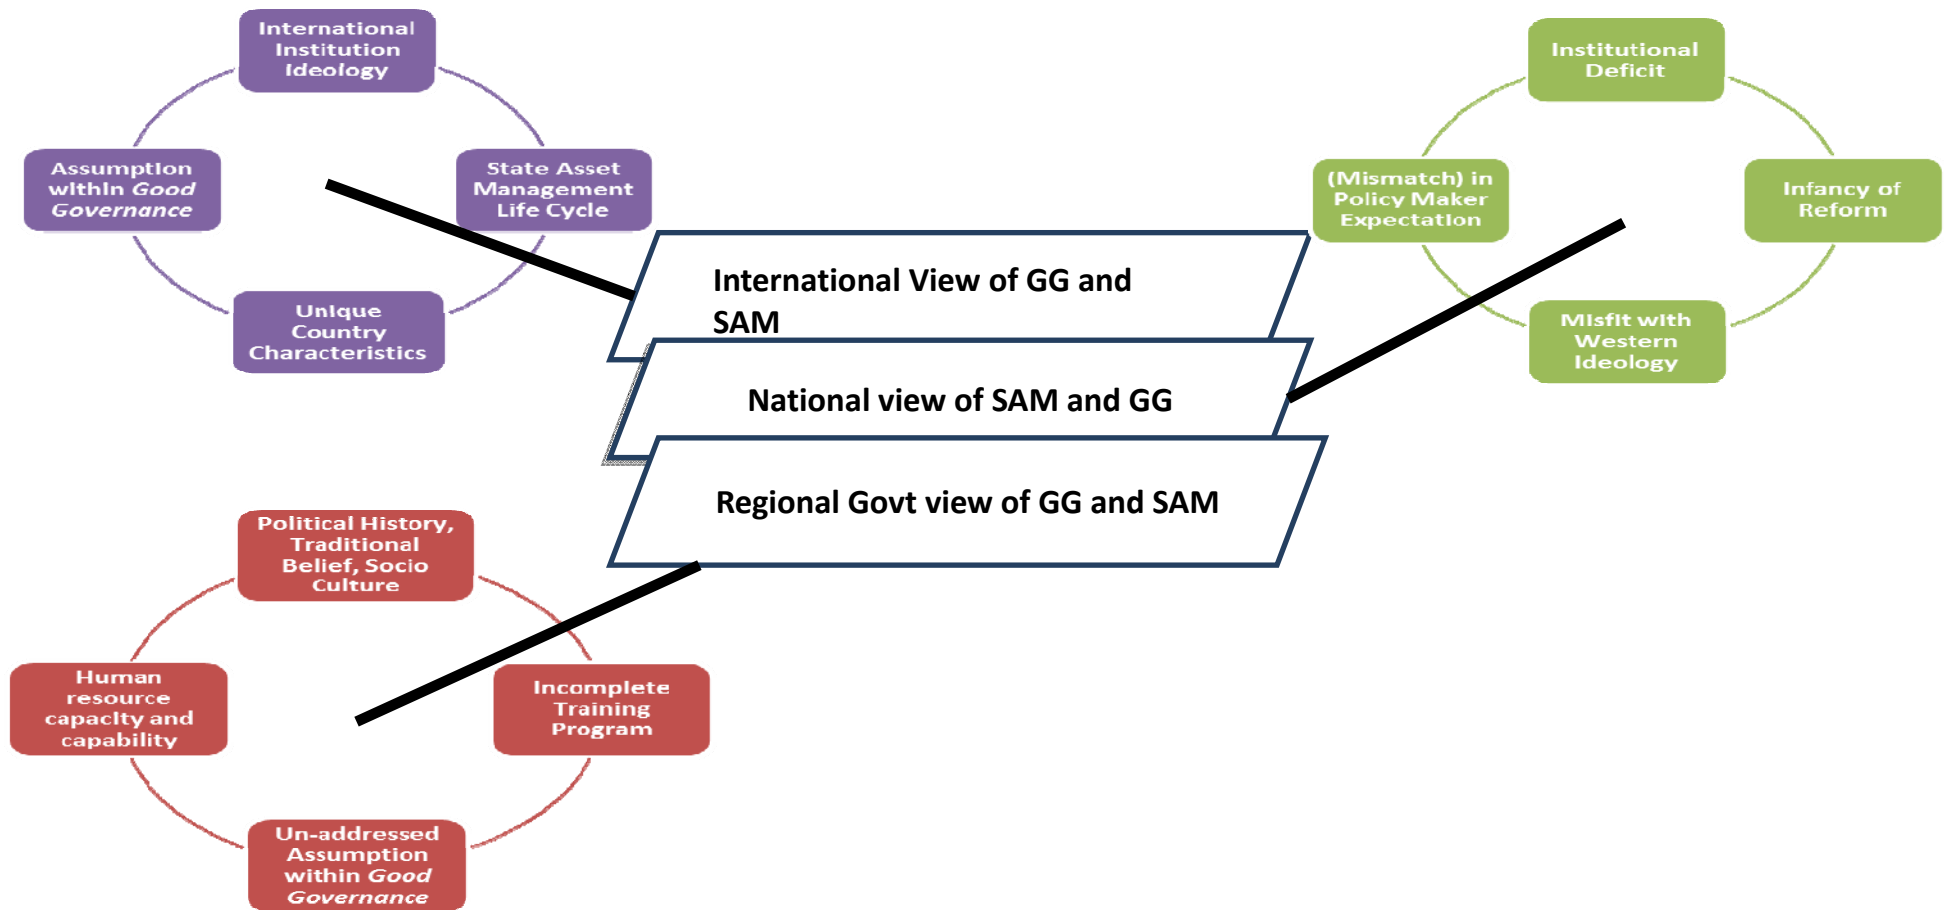 International
Institution
Ideology
Assumption
within Good
Governance
State Asset
Management
Life Cycle
Unique
Country
Characteristics
Institutional
Deficit
(Mismatch) in
Policy Maker
Expectation
Infancy of
Reform
Misfit with
Western
Ideology
International View of GG and
SAM
National view of SAM and GG
Regional Govt view of GG and SAM
Political History,
Traditional
Belief, Socio
Culture
Human
resource
capacity and
capability
Incomplete
Training
Program
Un-addressed
Assumption
within Good
Governance